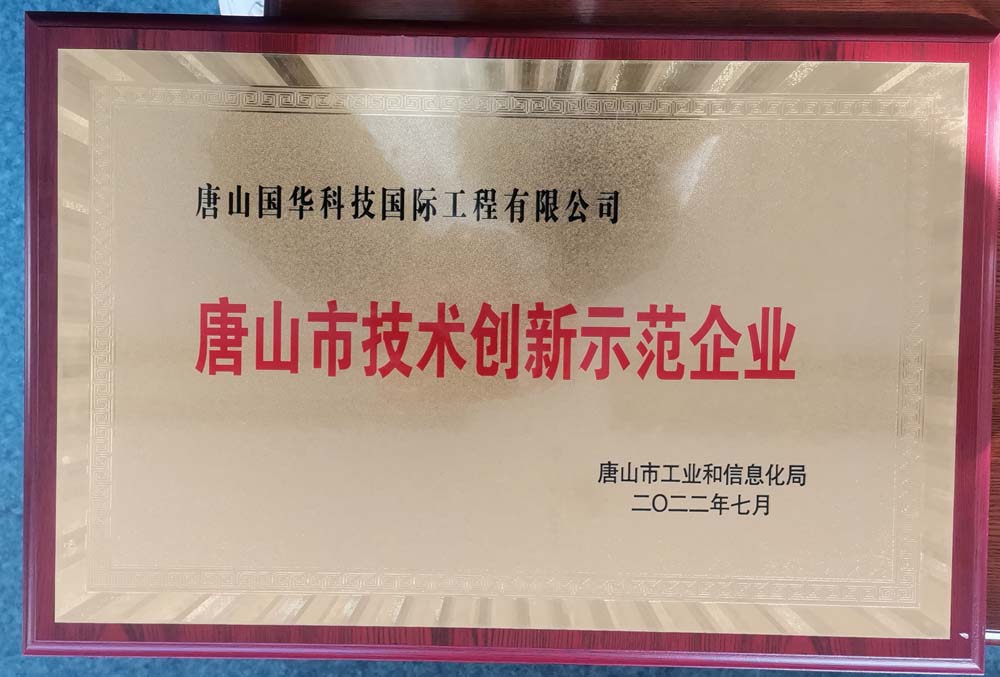 唐山国华科技国际工程有限公司
唐山市技术创新示范企业
唐山市工业和信息化局
二〇二二年七月